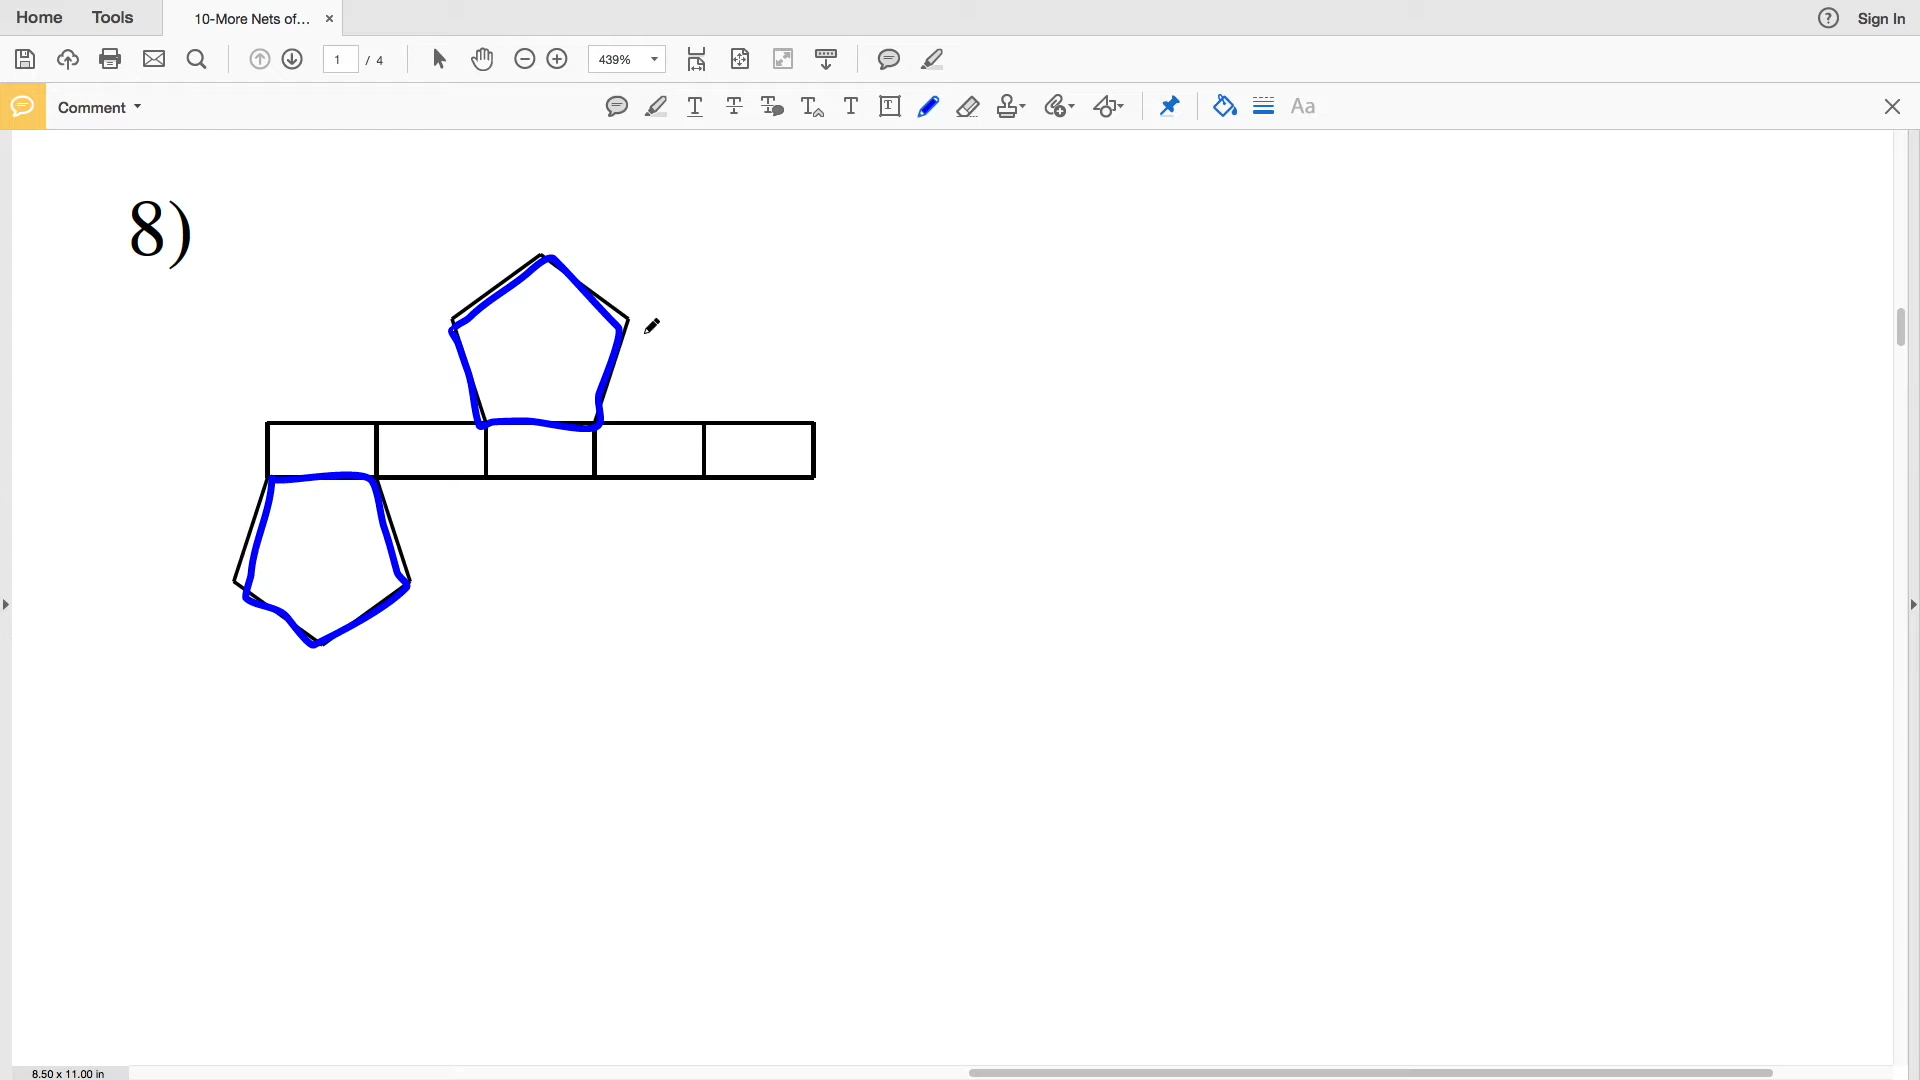 Home Tools 10-More Nets of... × ? Sign In
1 / 4 439%
Comment T T T T T T Aa
8)
8.50 x 11.00 in